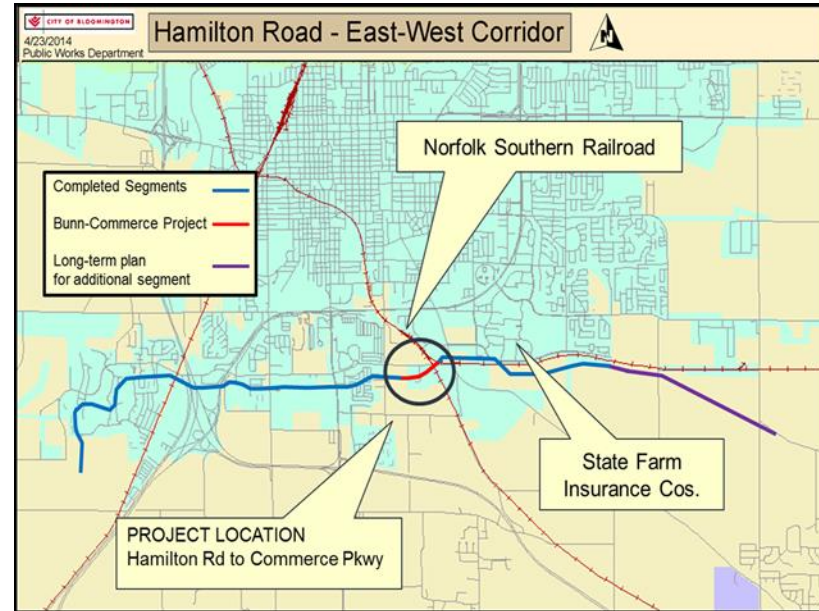 CITY OF BLOOMINGTON
4/23/2014
Public Works Department
Hamilton Road - East-West Corridor
N
Norfolk Southern Railroad
Completed Segments
Bunn-Commerce Project
Long-term plan
for additional segment
State Farm
Insurance Cos.
PROJECT LOCATION
Hamilton Rd to Commerce Pkwy